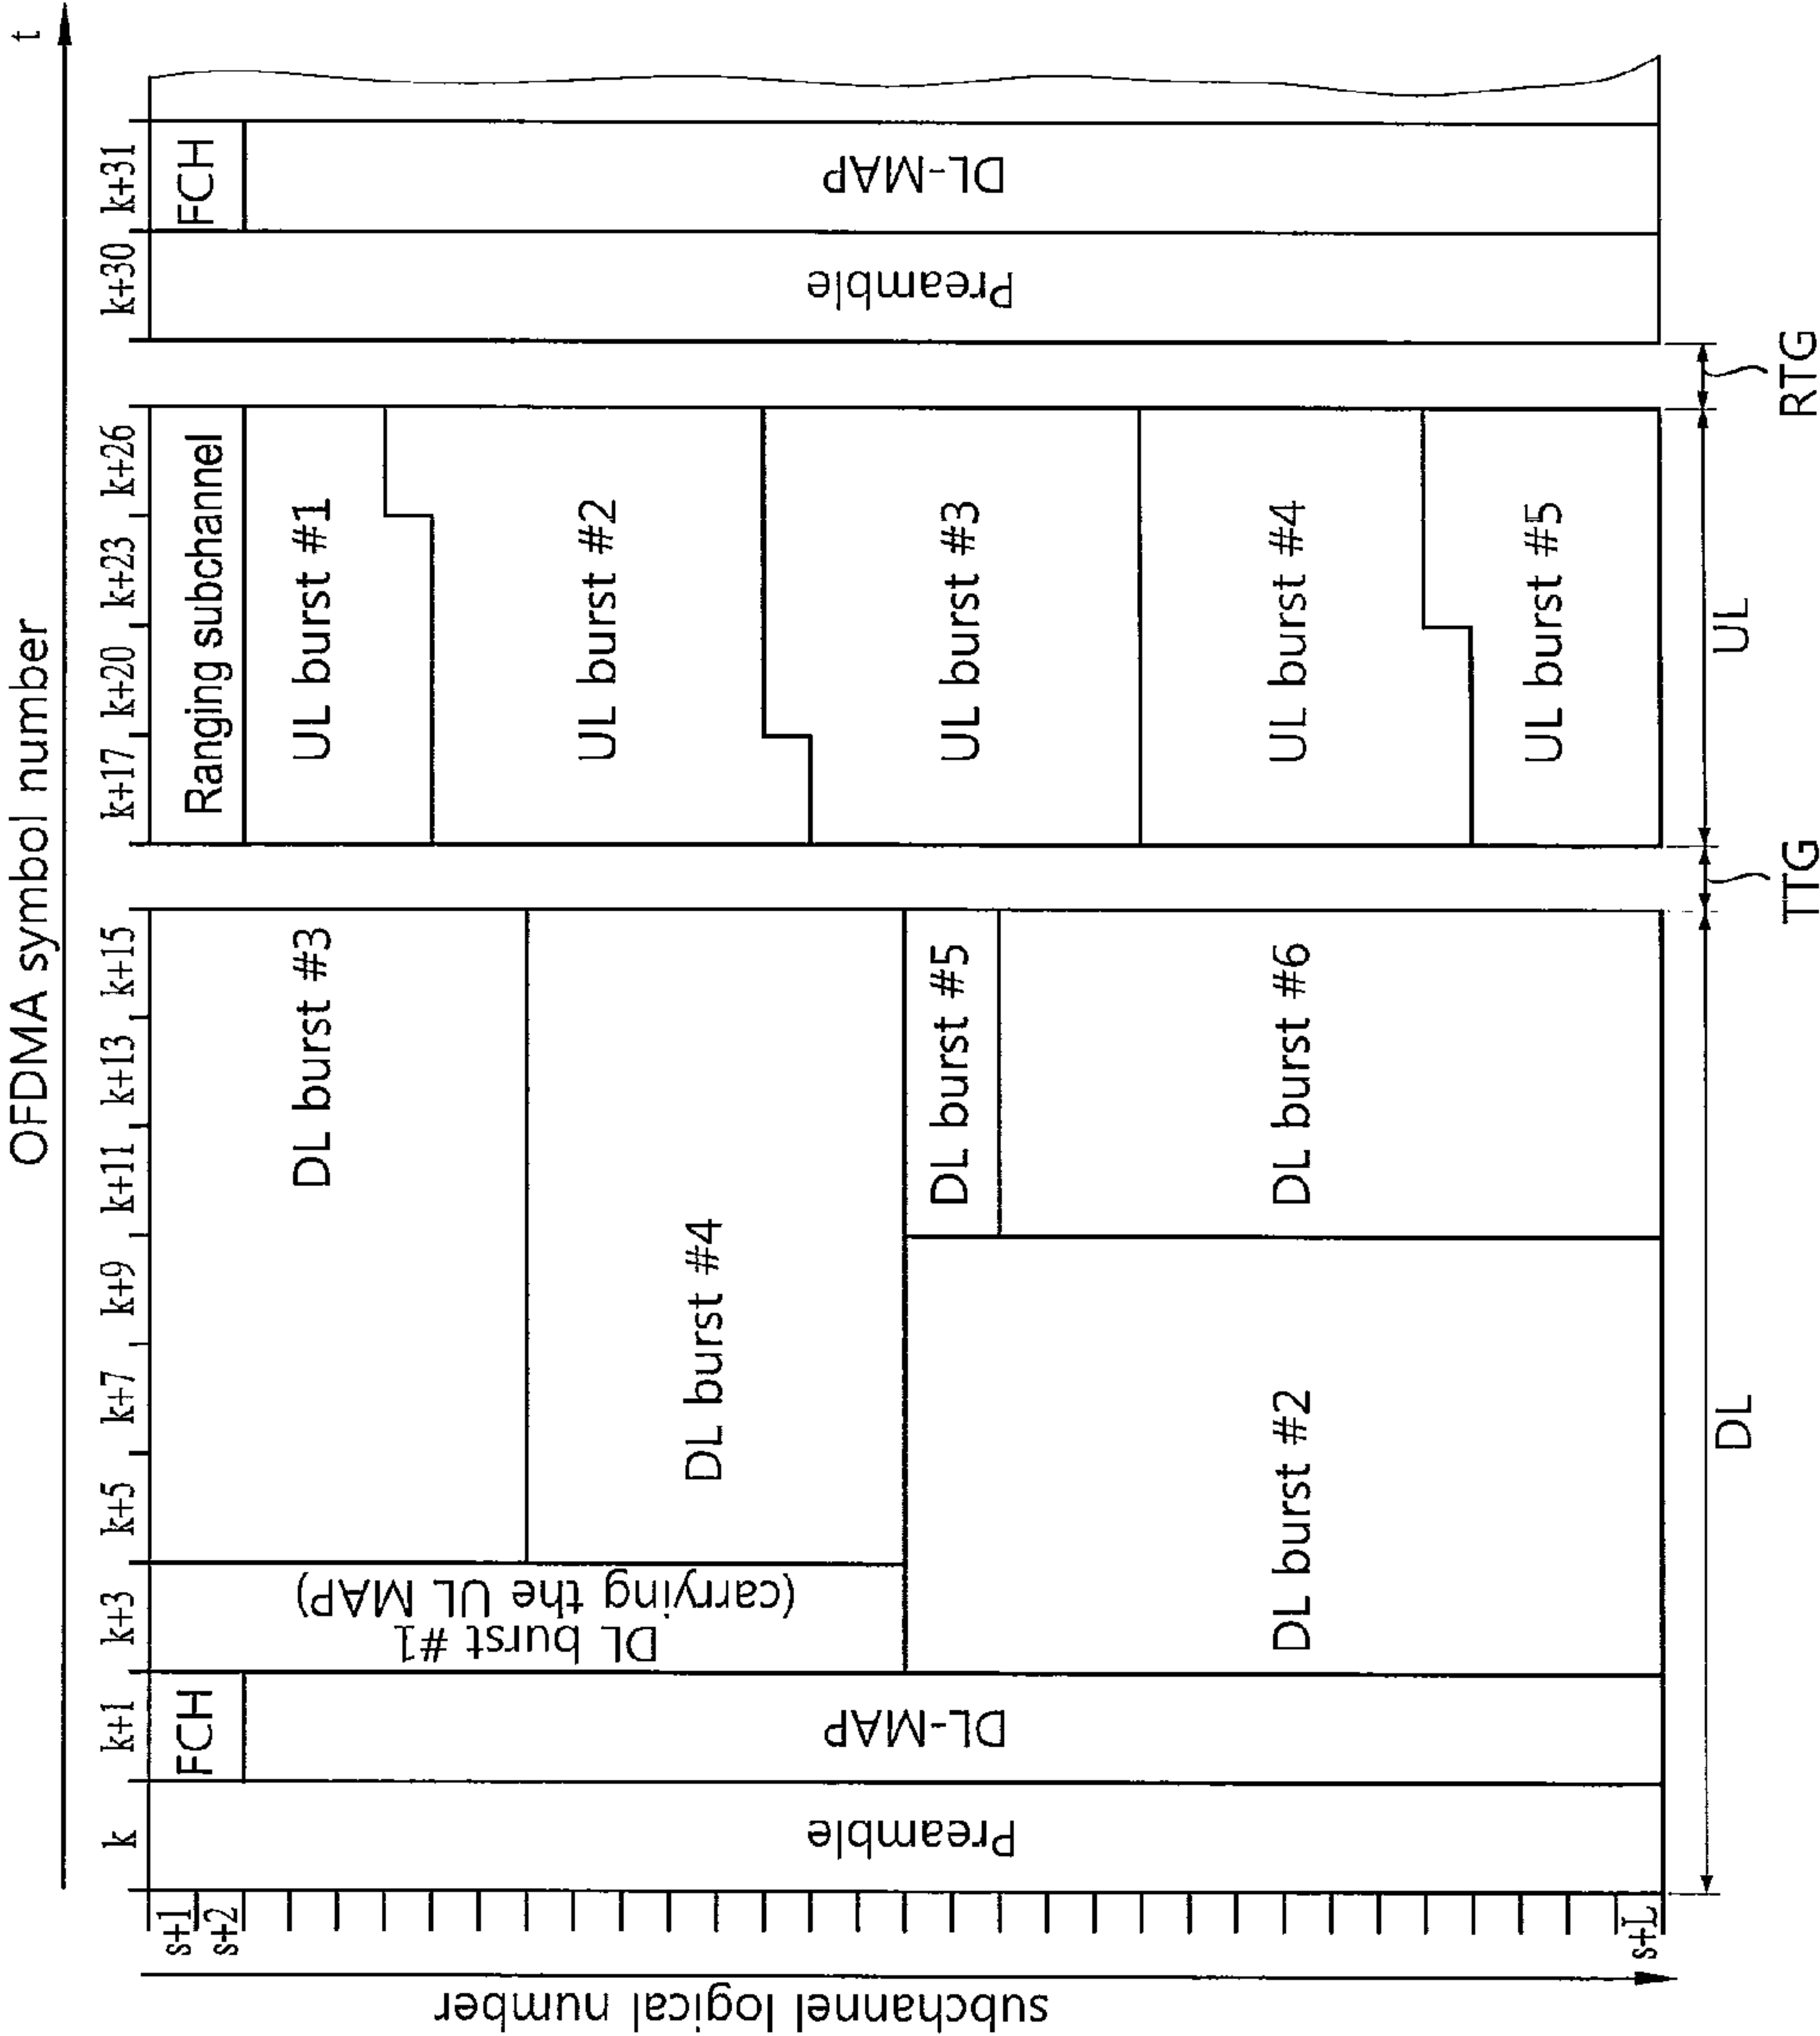 OFDMA symbol number
t
k
k+1
k+3
k+5
k+7
k+9
k+11
k+13
k+15
k+17
k+20
k+23
k+26
k+30
k+31
subchannel logical number
s+1
s+2
s+L
Preamble
FCH
DL-MAP
DL burst #1
(carrying the UL MAP)
DL burst #2
DL burst #3
DL burst #4
DL burst #5
DL burst #6
Ranging subchannel
UL burst #1
UL burst #2
UL burst #3
UL burst #4
UL burst #5
Preamble
FCH
DL-MAP
DL
TTG
UL
RTG